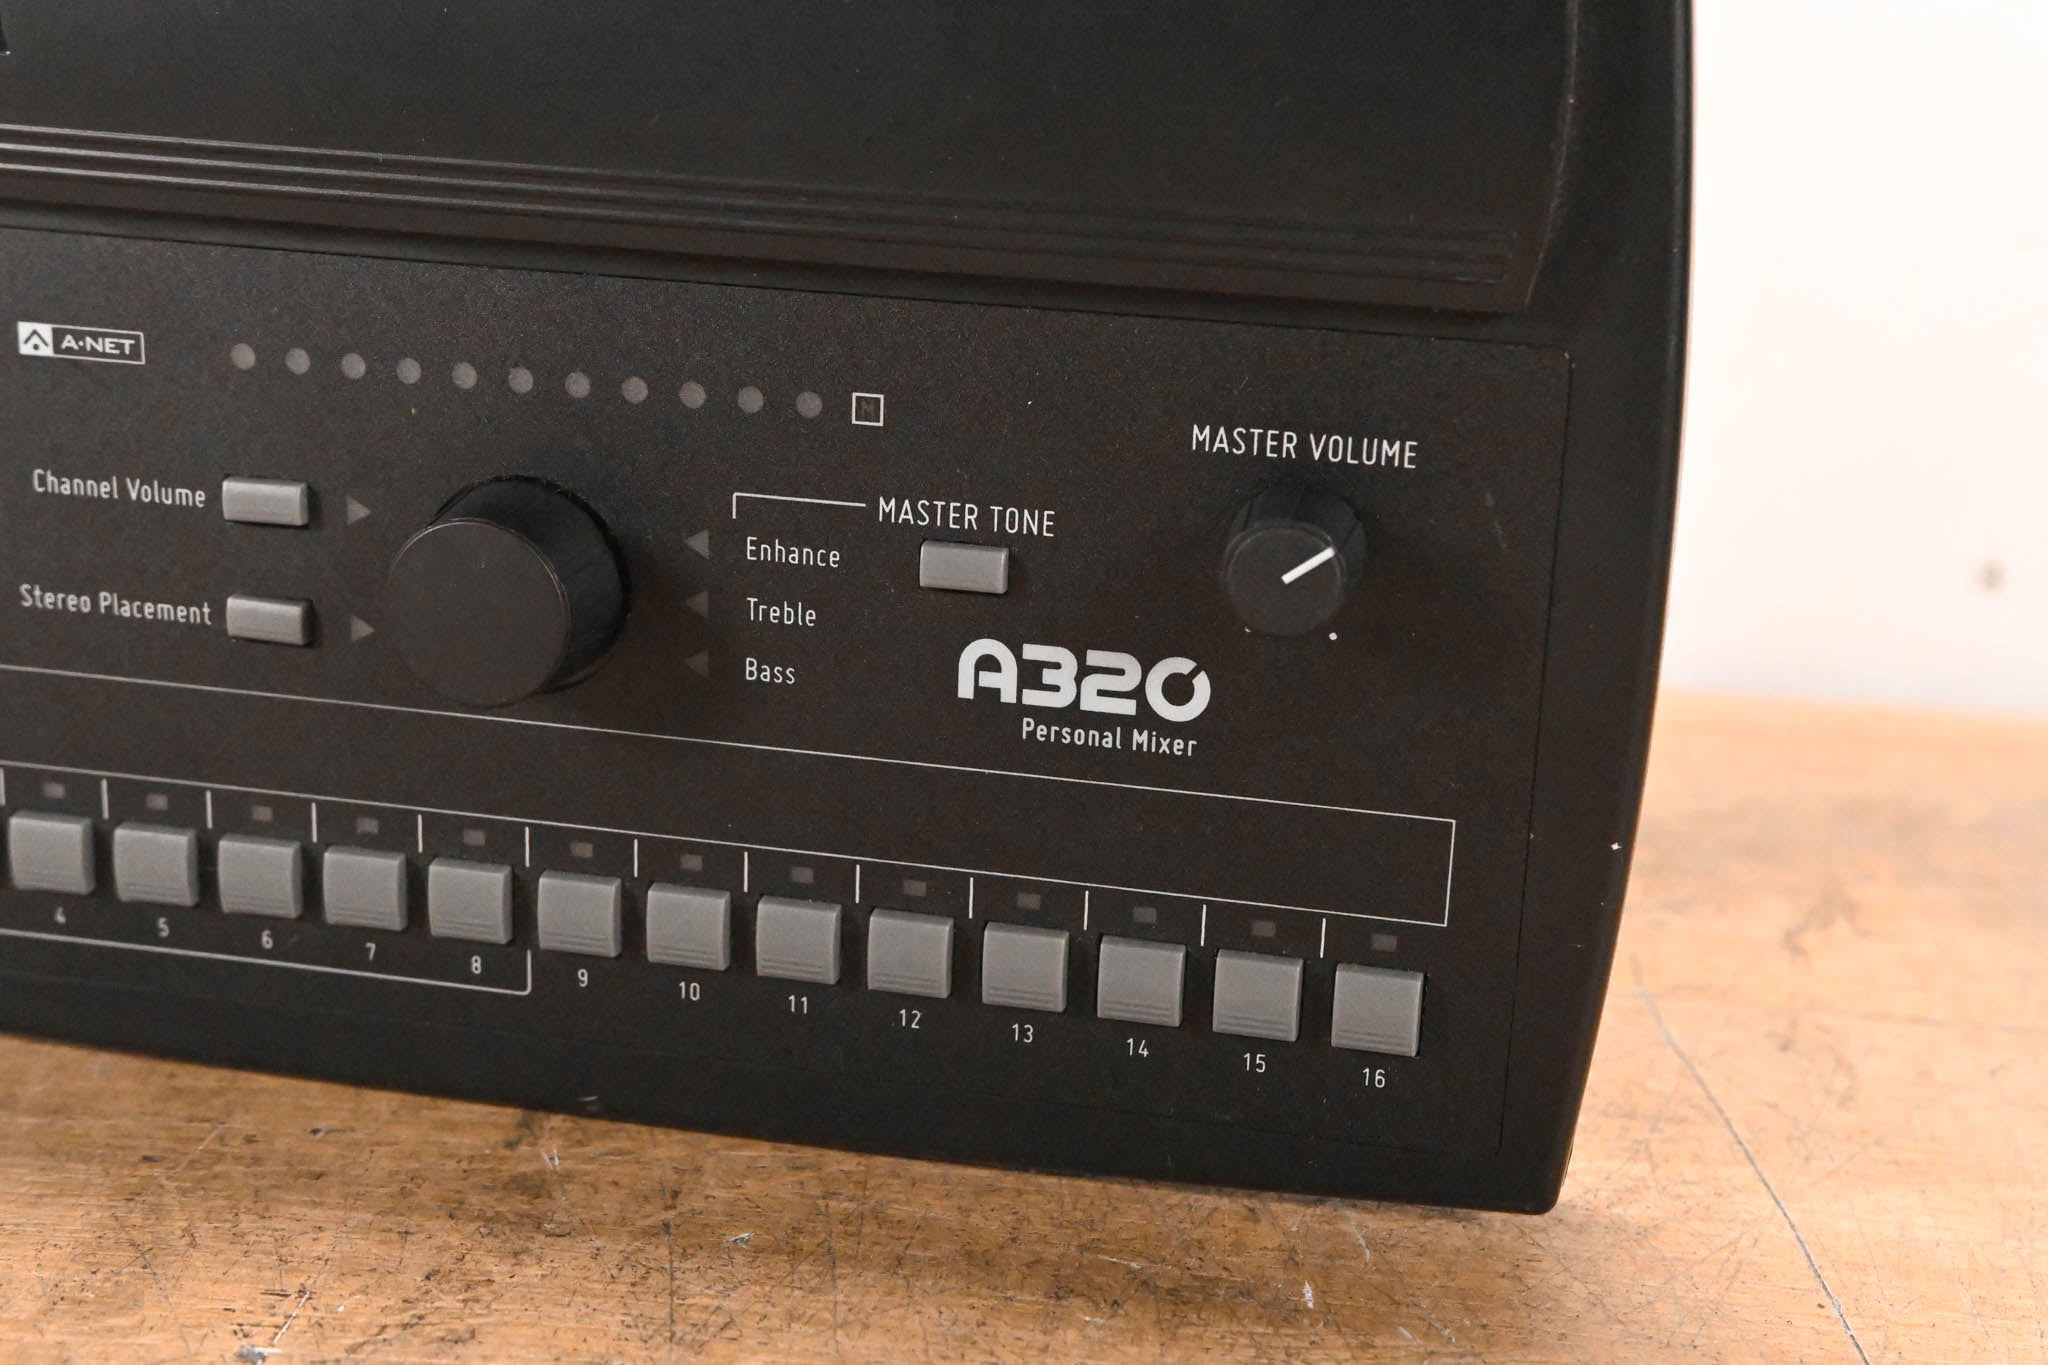 A·NET
M
MASTER VOLUME
Channel Volume
MASTER TONE
Enhance
Stereo Placement
Treble
Bass
A320
Personal Mixer
4 5 6 7 8 9 10 11 12 13 14 15 16